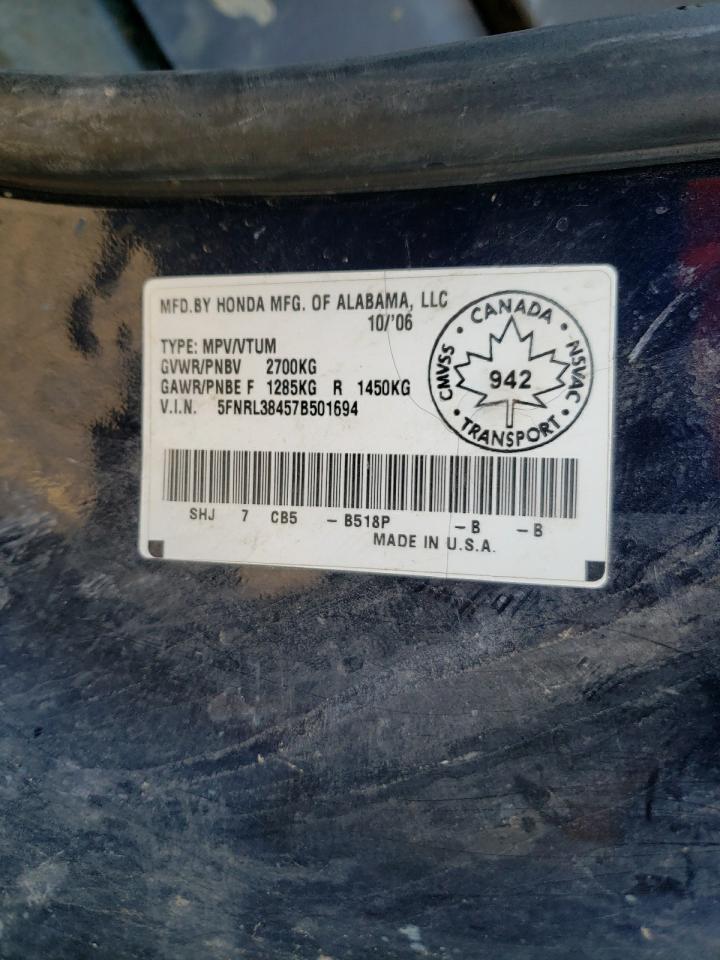 MFD.BY HONDA MFG. OF ALABAMA, LLC
10/'06
TYPE: MPV/VTUM
GVWR/PNBV 2700KG
GAWR/PNBE F 1285KG R 1450KG
V.I.N. 5FNRL38457B501694
· CANADA ·
CMVSS
NSVAC
942
· TRANSPORT ·
SHJ 7 CB5 -B518P -B -B
MADE IN U.S.A.